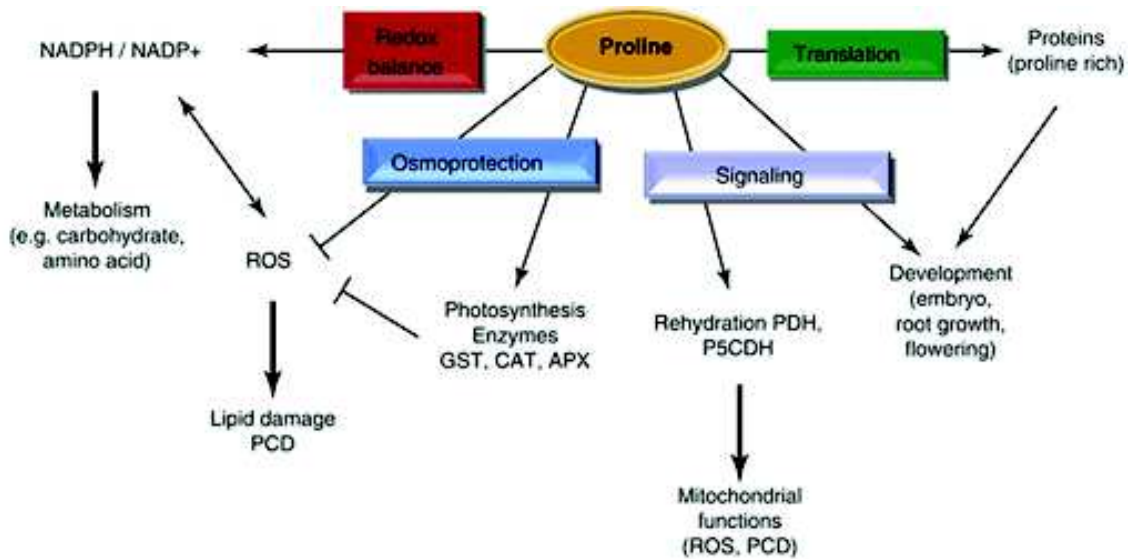 NADPH / NADP+
Redox
balance
Proline
Translation
Proteins
(proline rich)
Osmoprotection
Signaling
Metabolism
(e.g. carbohydrate,
amino acid)
ROS
Development
(embryo,
root growth,
flowering)
Photosynthesis
Enzymes
GST, CAT, APX
Rehydration PDH,
P5CDH
Lipid damage
PCD
Mitochondrial
functions
(ROS, PCD)